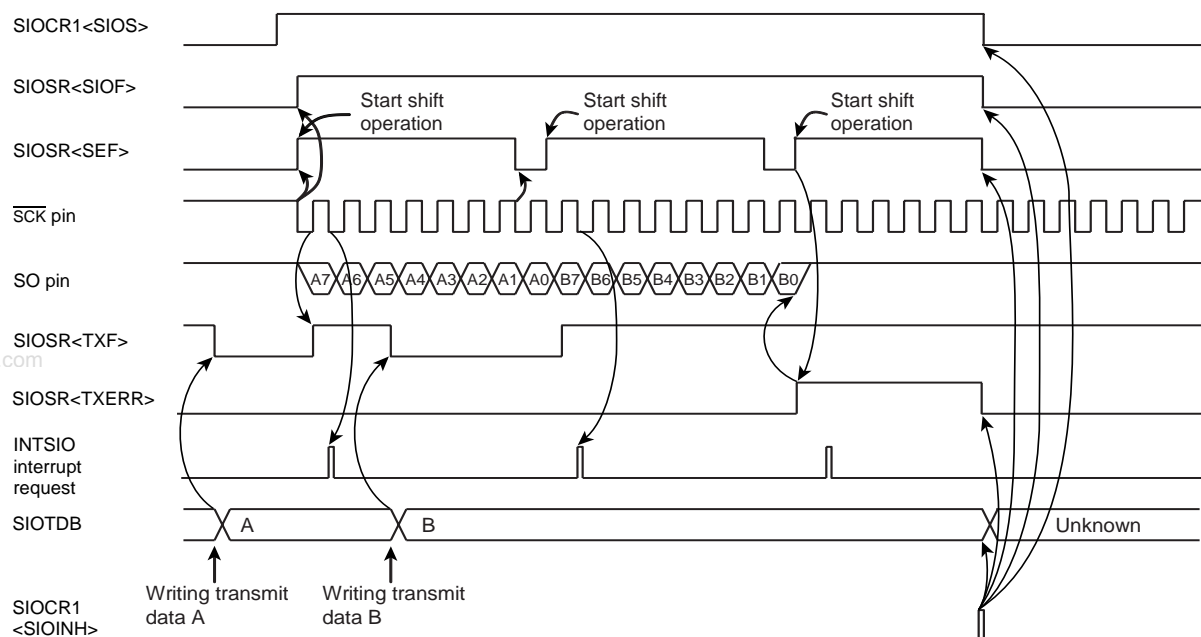 SIOCR1<SIOS>
SIOSR<SIOF>
Start shift
operation
Start shift
operation
Start shift
operation
SIOSR<SEF>
SCK pin
SO pin
A7 A6 A5 A4 A3 A2 A1 A0 B7 B6 B5 B4 B3 B2 B1 B0
SIOSR<TXF>
com
SIOSR<TXERR>
INTSIO
interrupt
request
SIOTDB
A
B
Unknown
Writing transmit
data A
Writing transmit
data B
SIOCR1
<SIOINH>